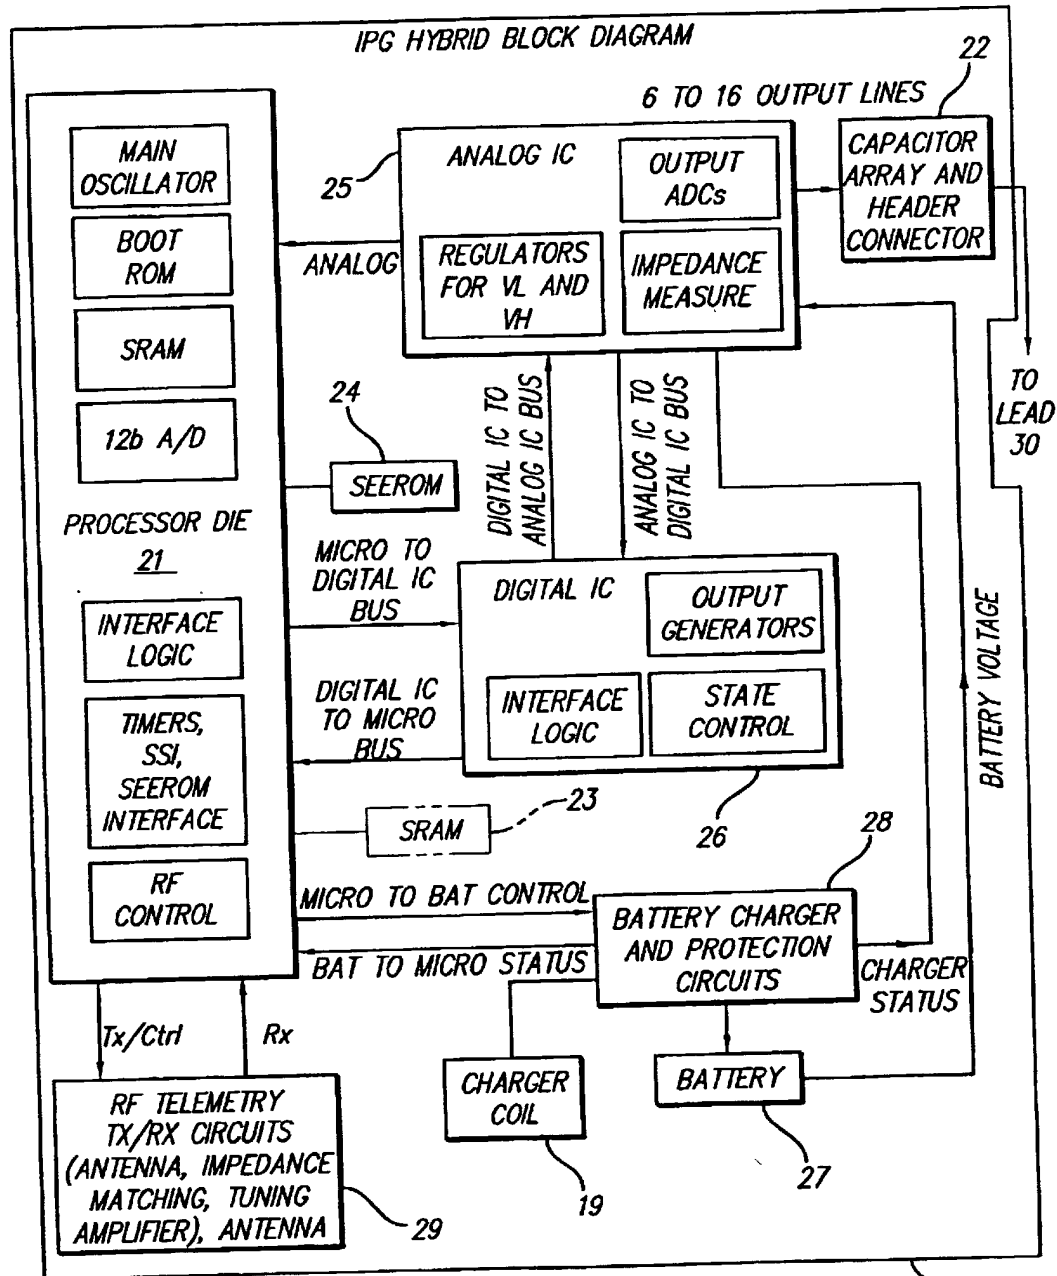 IPG HYBRID BLOCK DIAGRAM
22
6 TO 16 OUTPUT LINES
MAIN
OSCILLATOR
BOOT
ROM
SRAM
12b A/D
PROCESSOR DIE
21
INTERFACE
LOGIC
TIMERS,
SSI,
SEEROM
INTERFACE
RF
CONTROL
25
ANALOG IC
OUTPUT
ADCs
REGULATORS
FOR VL AND
VH
IMPEDANCE
MEASURE
ANALOG
CAPACITOR
ARRAY AND
HEADER
CONNECTOR
TO
LEAD
30
24
SEEROM
DIGITAL IC TO
ANALOG IC BUS
ANALOG IC TO
DIGITAL IC BUS
MICRO TO
DIGITAL IC
BUS
DIGITAL IC
OUTPUT
GENERATORS
INTERFACE
LOGIC
STATE
CONTROL
DIGITAL IC
TO MICRO
BUS
BATTERY VOLTAGE
23
SRAM
26
28
MICRO TO BAT CONTROL
BATTERY CHARGER
AND PROTECTION
CIRCUITS
BAT TO MICRO STATUS
CHARGER
STATUS
Tx/Ctrl
Rx
CHARGER
COIL
BATTERY
RF TELEMETRY
TX/RX CIRCUITS
(ANTENNA, IMPEDANCE
MATCHING, TUNING
AMPLIFIER), ANTENNA
29
19
27